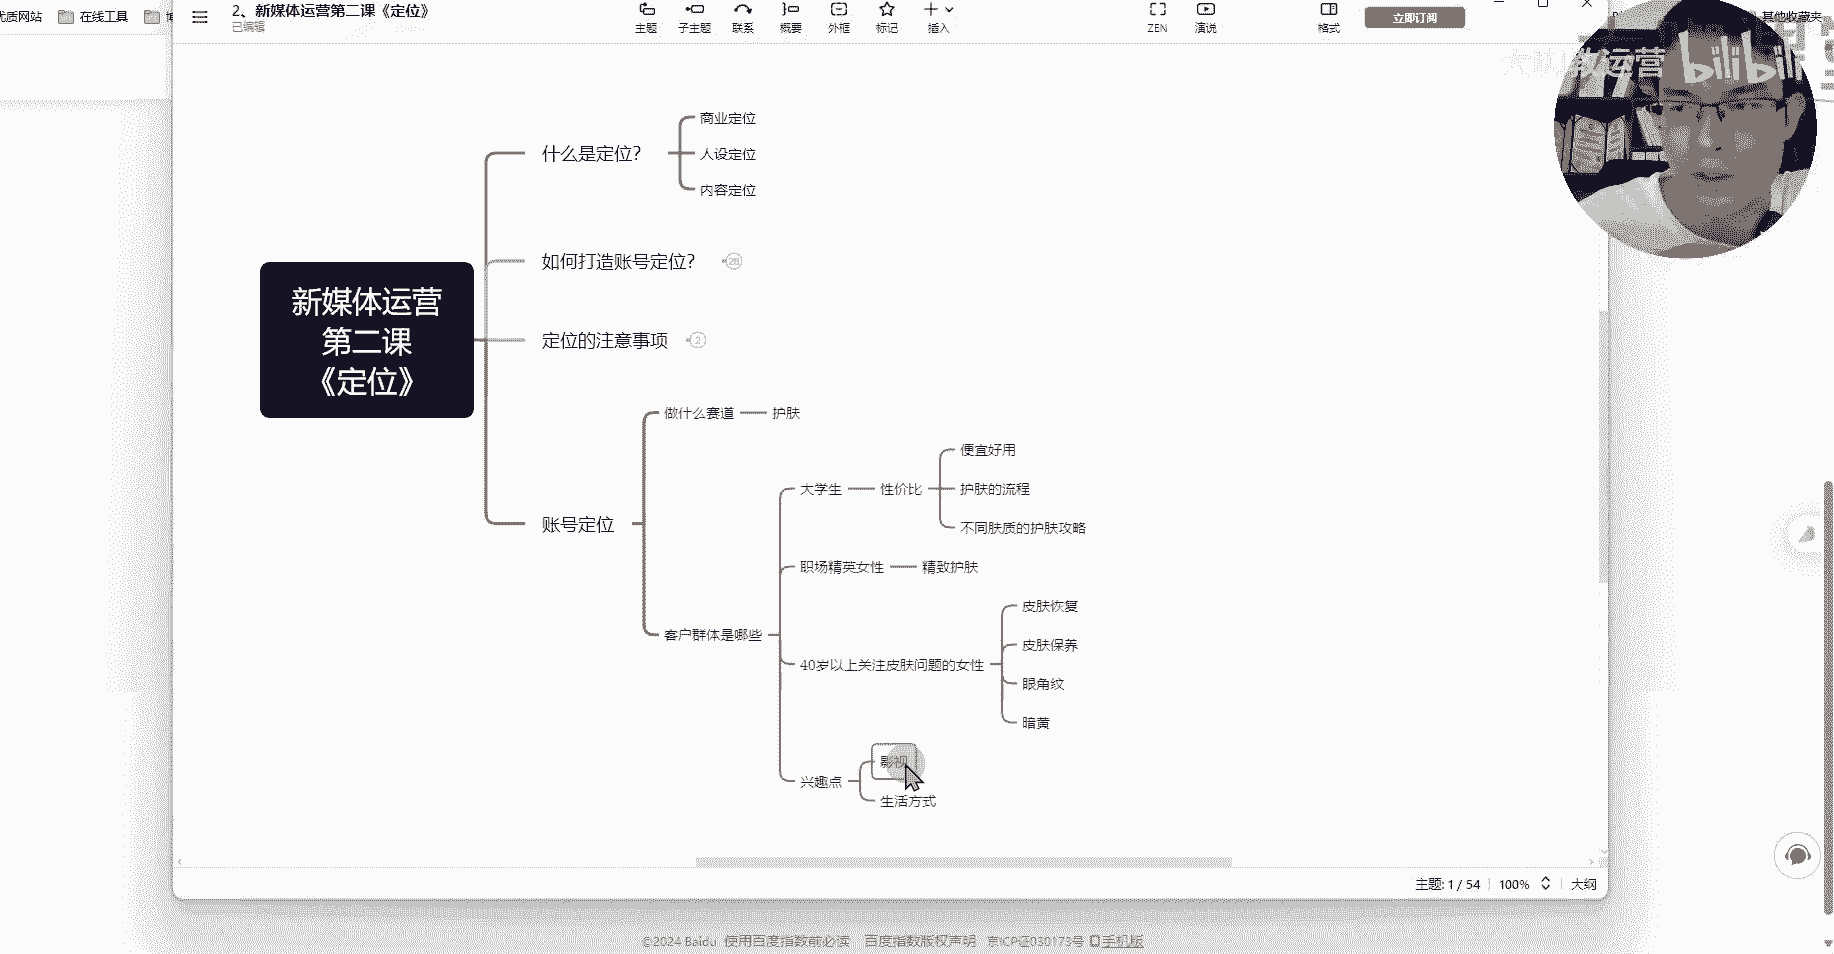 优质网站
在线工具
2、新媒体运营第二课《定位》
已编辑
主题
子主题
联系
概要
外框
标记
插入
ZEN
演说
格式
立即订阅
其他收藏夹
教运营
bilibili
什么是定位？
商业定位
人设定位
内容定位
如何打造账号定位？
26
定位的注意事项
2
新媒体运营
第二课
《定位》
账号定位
做什么赛道
护肤
客户群体是哪些
大学生
性价比
便宜好用
护肤的流程
不同肤质的护肤攻略
职场精英女性
精致护肤
40岁以上关注皮肤问题的女性
皮肤恢复
皮肤保养
眼角纹
暗黄
兴趣点
影视
生活方式
主题: 1 / 54
100%
大纲
©2024 Baidu 使用百度指数前必读 百度指数版权声明 京ICP证030173号 手机版